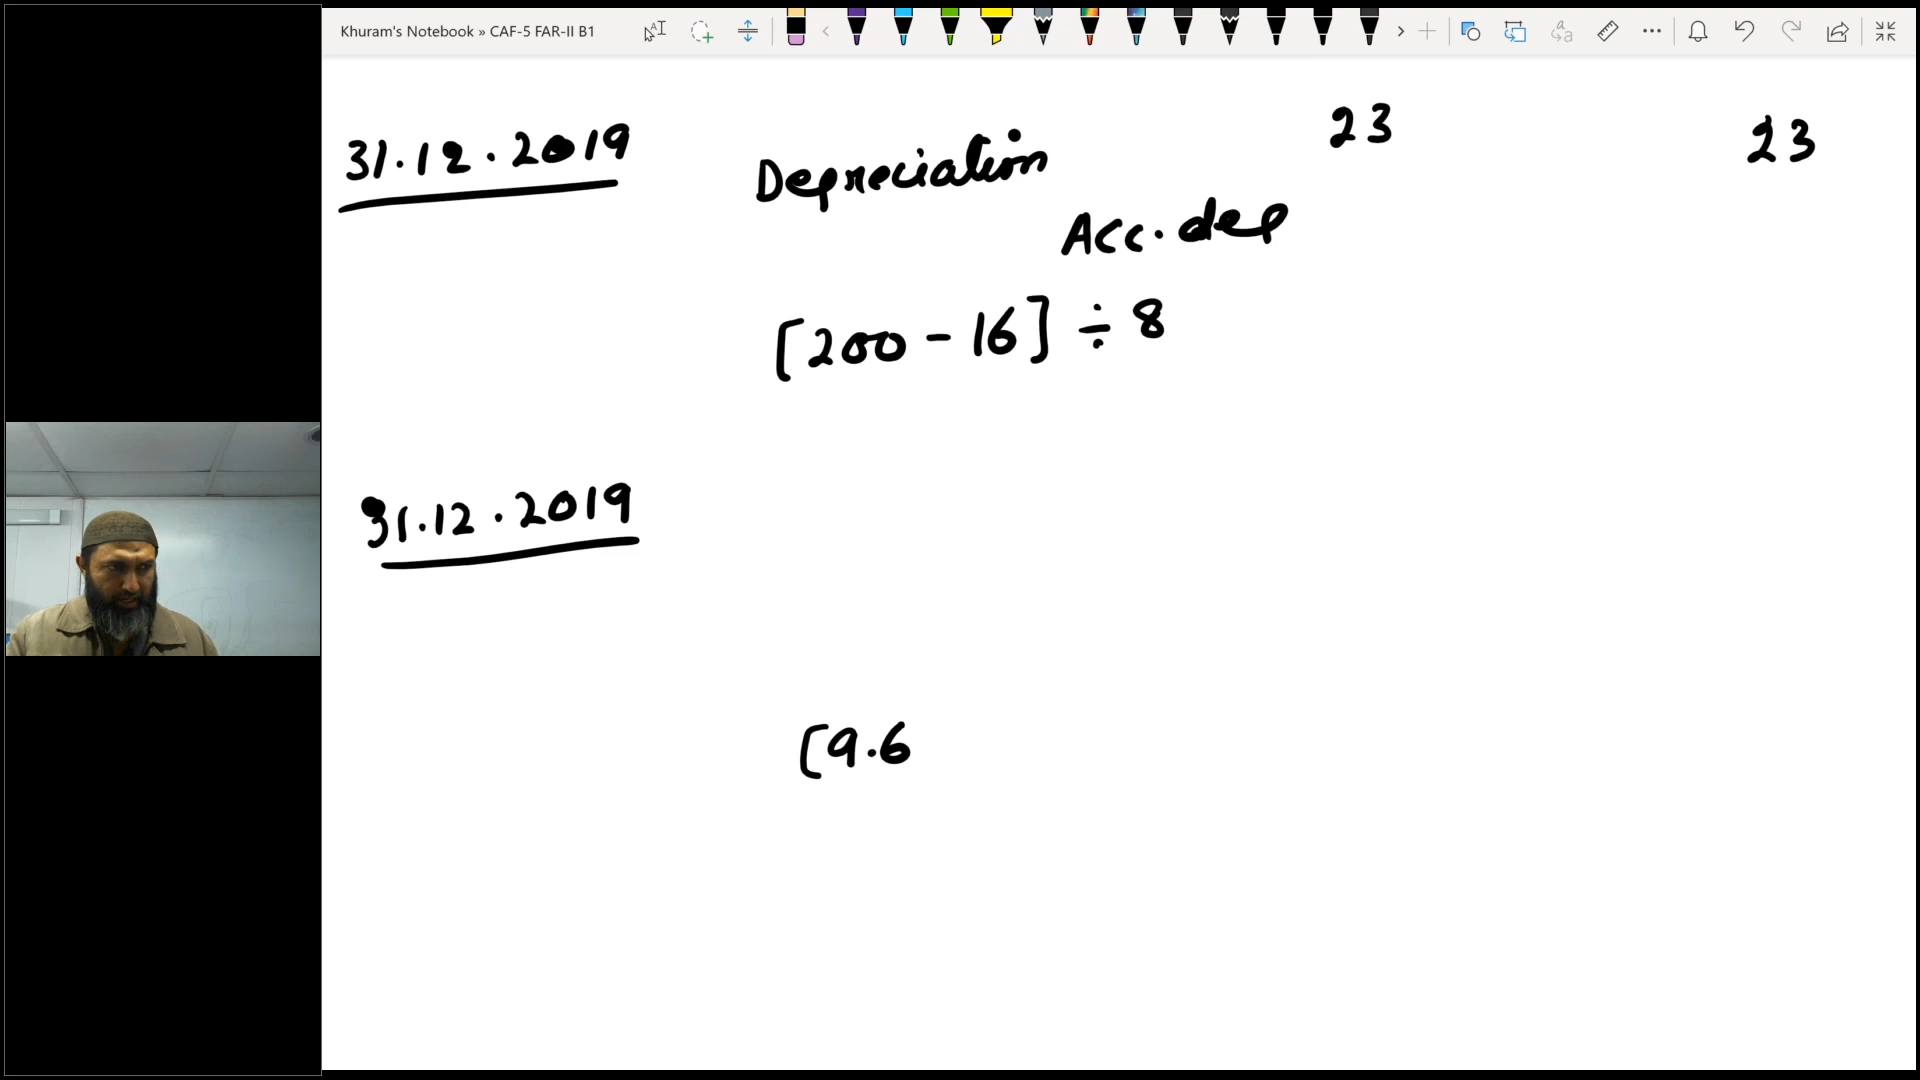 Khuram's Notebook » CAF-5 FAR-II B1
31.12.2019 Depreciation 23 23
Acc.dep
[200-16] ÷ 8
31.12.2019
[9.6